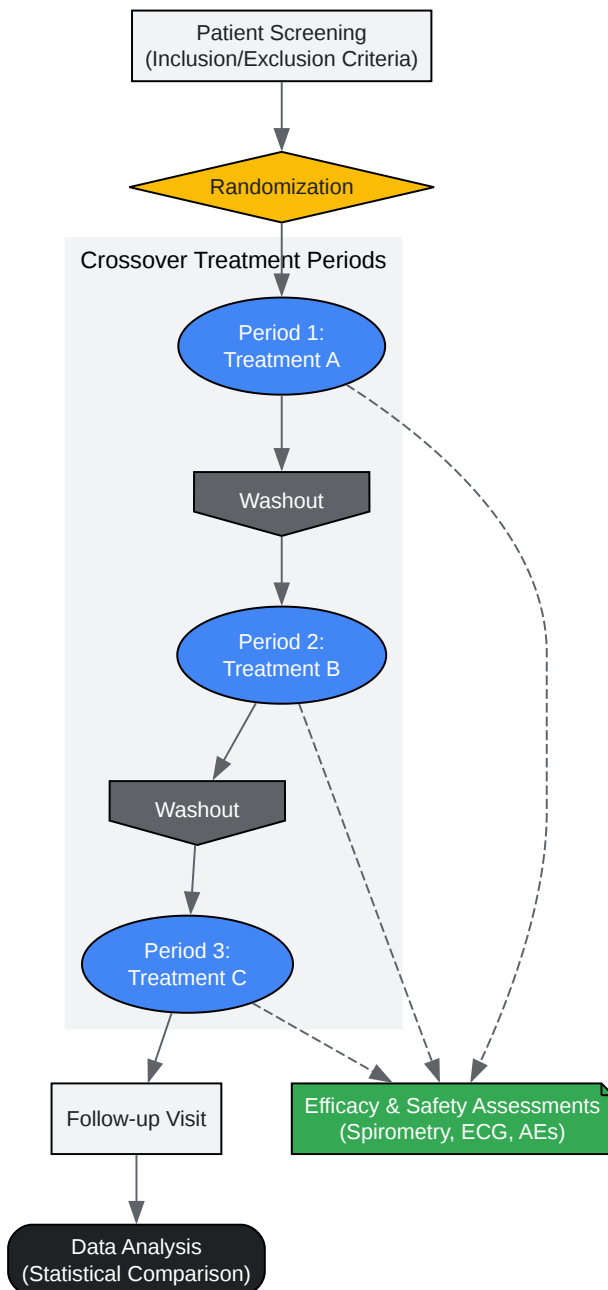 Patient Screening
(Inclusion/Exclusion Criteria)
Randomization
Crossover Treatment Periods
Period 1:
Treatment A
Washout
Period 2:
Treatment B
Washout
Period 3:
Treatment C
Follow-up Visit
Efficacy & Safety Assessments
(Spirometry, ECG, AEs)
Data Analysis
(Statistical Comparison)